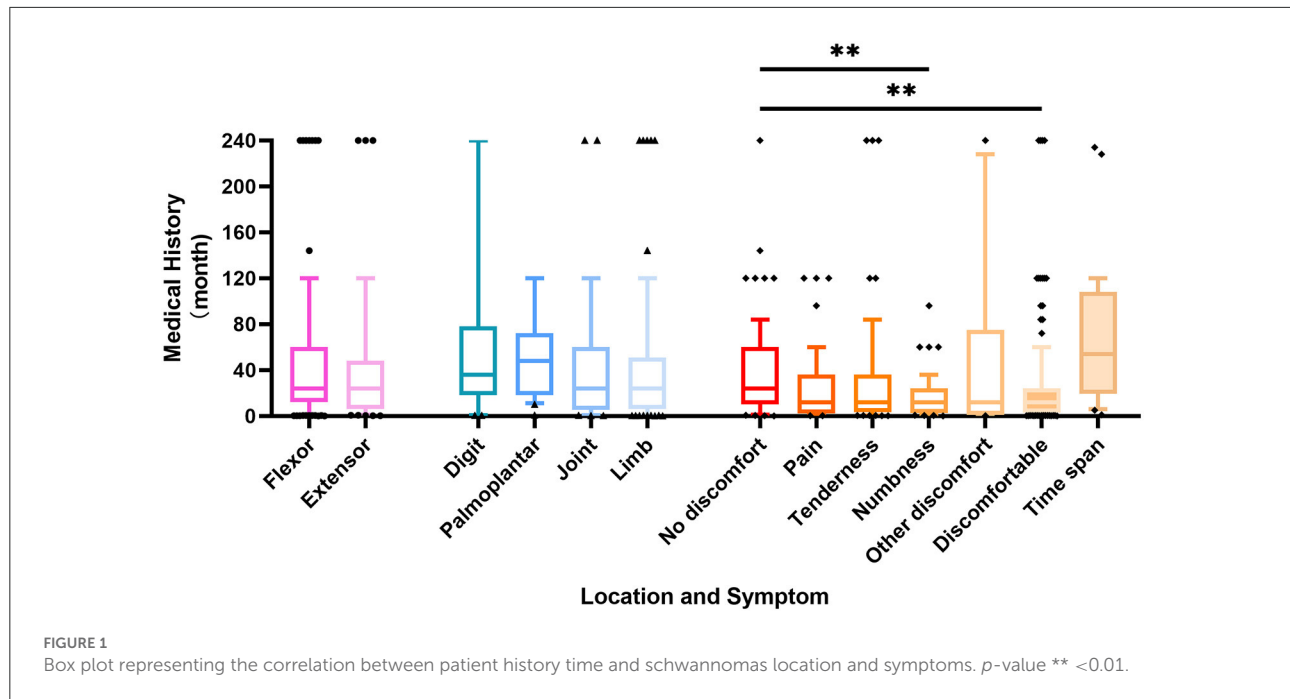 **
**
Medical History
(month)
240
200
160
120
80
40
0
Flexor
Extensor
Digit
Palmoplantar
Joint
Limb
No discomfort
Pain
Tenderness
Numbness
Other discomfort
Discomfortable
Time span
Location and Symptom
FIGURE 1
Box plot representing the correlation between patient history time and schwannomas location and symptoms. p-value ** <0.01.